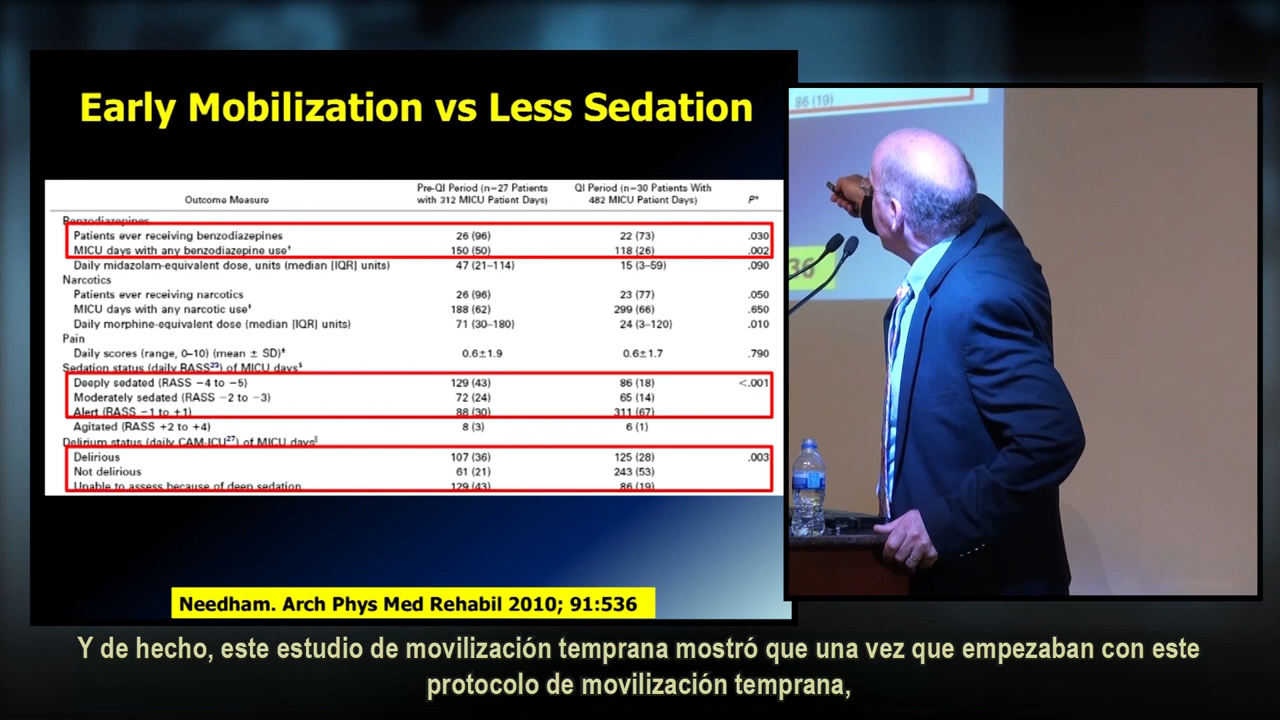 Early Mobilization vs Less Sedation
Outcome Measure Pre-QI Period (n=27 Patients with 312 MICU Patient Days) QI Period (n=30 Patients With 482 MICU Patient Days) P*
Benzodiazepines
Patients ever receiving benzodiazepines 26 (96) 22 (73) .030
MICU days with any benzodiazepine use† 150 (50) 118 (26) .002
Daily midazolam-equivalent dose, units (median [IQR] units) 47 (21–114) 15 (3–59) .090
Narcotics
Patients ever receiving narcotics 26 (96) 23 (77) .050
MICU days with any narcotic use‡ 188 (62) 299 (66) .650
Daily morphine-equivalent dose (median [IQR] units) 71 (30–180) 24 (3–120) .010
Pain
Daily scores (range, 0–10) (mean ± SD)‡ 0.6±1.9 0.6±1.7 .790
Sedation status (daily RASS²³) of MICU days§
Deeply sedated (RASS −4 to −5) 129 (43) 86 (18) <.001
Moderately sedated (RASS −2 to −3) 72 (24) 65 (14)
Alert (RASS −1 to +1) 88 (30) 311 (67)
Agitated (RASS +2 to +4) 8 (3) 6 (1)
Delirium status (daily CAM-ICU²⁷) of MICU days‖
Delirious 107 (36) 125 (28) .003
Not delirious 61 (21) 243 (53)
Unable to assess because of deep sedation 129 (43) 86 (19)
Needham. Arch Phys Med Rehabil 2010; 91:536
86 (19)
36
Y de hecho, este estudio de movilización temprana mostró que una vez que empezaban con este
protocolo de movilización temprana,